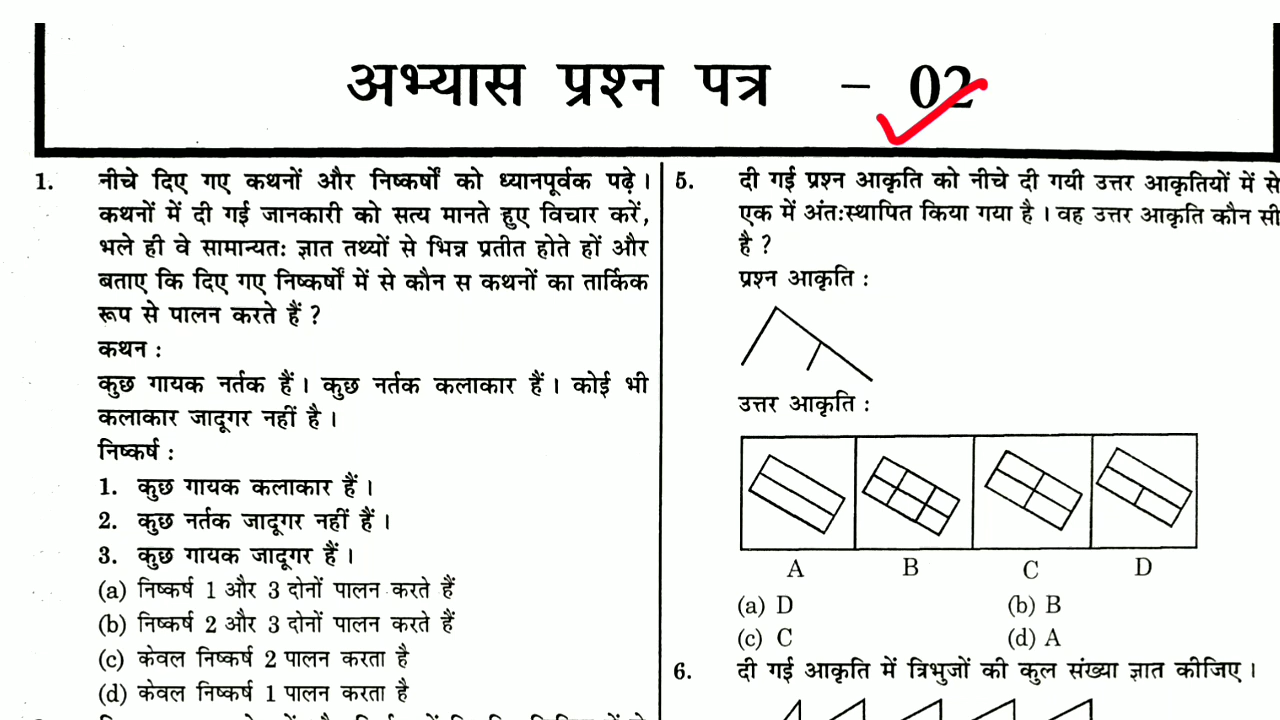 अभ्यास प्रश्न पत्र - 02
1. नीचे दिए गए कथनों और निष्कर्षों को ध्यानपूर्वक पढ़े।
कथनों में दी गई जानकारी को सत्य मानते हुए विचार करें,
भले ही वे सामान्यतः ज्ञात तथ्यों से भिन्न प्रतीत होते हों और
बताए कि दिए गए निष्कर्षों में से कौन स कथनों का तार्किक
रूप से पालन करते हैं ?
कथन :
कुछ गायक नर्तक हैं। कुछ नर्तक कलाकार हैं। कोई भी
कलाकार जादूगर नहीं है।
निष्कर्ष :
1. कुछ गायक कलाकार हैं।
2. कुछ नर्तक जादूगर नहीं हैं।
3. कुछ गायक जादूगर हैं।
(a) निष्कर्ष 1 और 3 दोनों पालन करते हैं
(b) निष्कर्ष 2 और 3 दोनों पालन करते हैं
(c) केवल निष्कर्ष 2 पालन करता है
(d) केवल निष्कर्ष 1 पालन करता है
5. दी गई प्रश्न आकृति को नीचे दी गयी उत्तर आकृतियों में से
एक में अंतःस्थापित किया गया है। वह उत्तर आकृति कौन सी
है ?
प्रश्न आकृति :
उत्तर आकृति :
A B C D
(a) D (b) B
(c) C (d) A
6. दी गई आकृति में त्रिभुजों की कुल संख्या ज्ञात कीजिए।